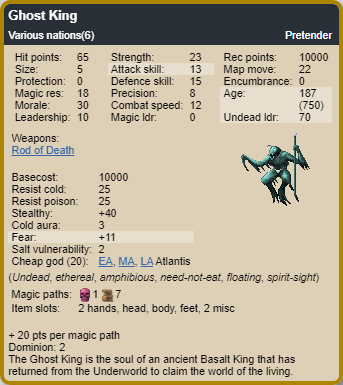 Ghost King
Various nations(6) Pretender
Hit points: 65 Strength: 23 Rec points: 10000
Size: 5 Attack skill: 13 Map move: 22
Protection: 0 Defence skill: 15 Encumbrance: 0
Magic res: 18 Precision: 8 Age: 187
Morale: 30 Combat speed: 12 (750)
Leadership: 10 Magic ldr: 0 Undead ldr: 70
Weapons:
Rod of Death
Basecost: 10000
Resist cold: 25
Resist poison: 25
Stealthy: +40
Cold aura: 3
Fear: +11
Salt vulnerability: 2
Cheap god (20): EA, MA, LA Atlantis
(Undead, ethereal, amphibious, need-not-eat, floating, spirit-sight)
Magic paths: 1 7
Item slots: 2 hands, head, body, feet, 2 misc
+ 20 pts per magic path
Dominion: 2
The Ghost King is the soul of an ancient Basalt King that has
returned from the Underworld to claim the world of the living.